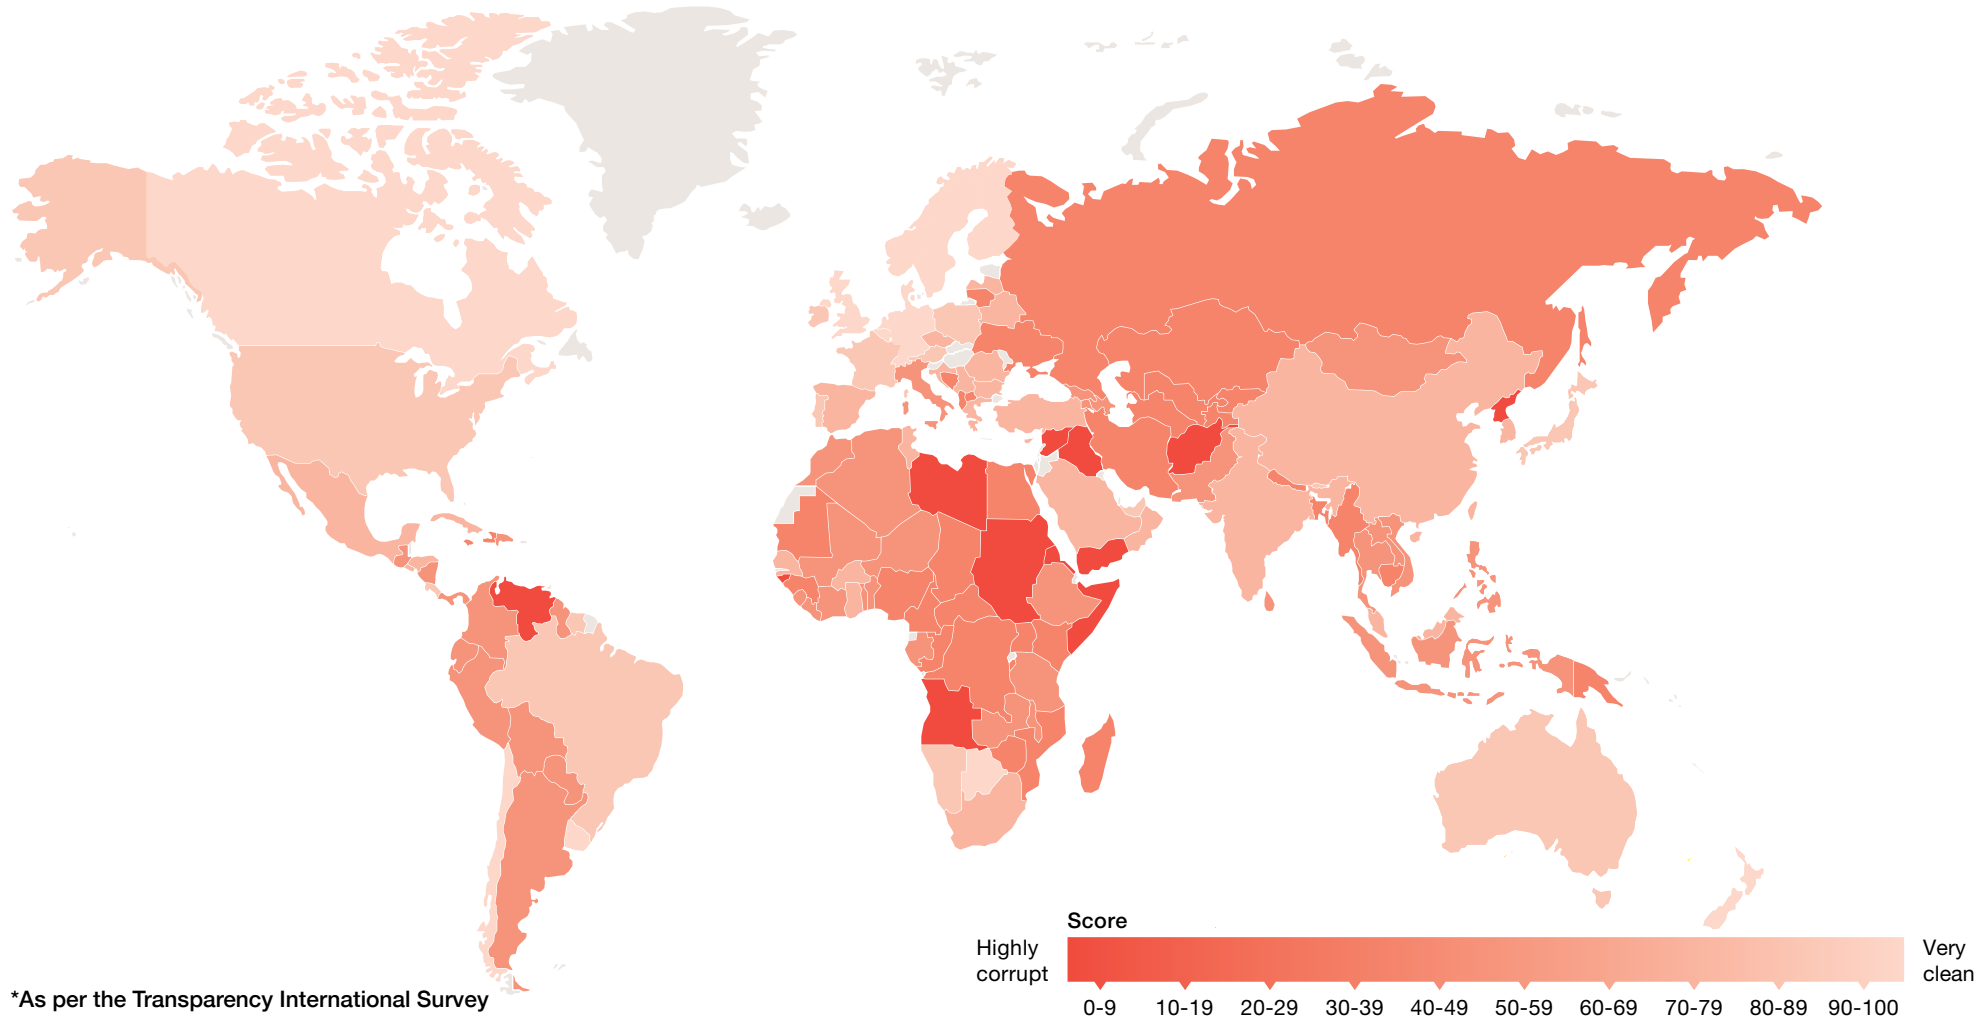 Score
Highly
corrupt
Very
clean
0-9 10-19 20-29 30-39 40-49 50-59 60-69 70-79 80-89 90-100
*As per the Transparency International Survey